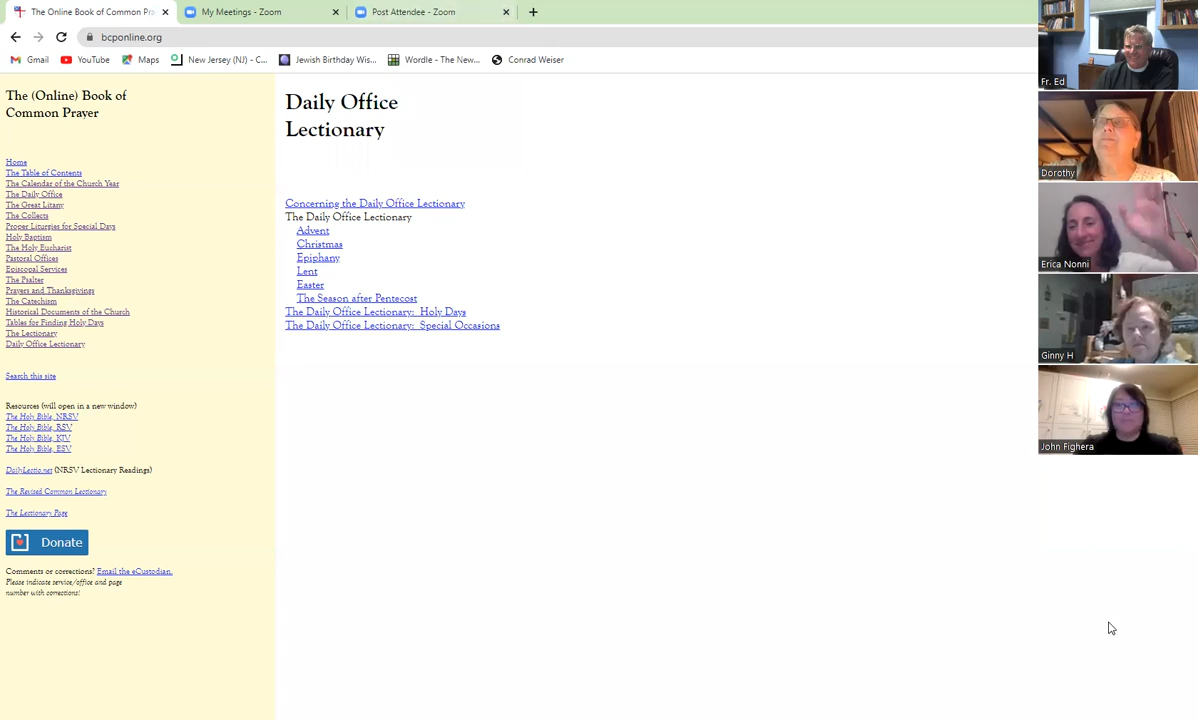 The Online Book of Common Pra
My Meetings - Zoom
Post Attendee - Zoom
bcponline.org
Gmail
YouTube
Maps
New Jersey (NJ) - C...
Jewish Birthday Wis...
Wordle - The New...
Conrad Weiser
The (Online) Book of
Common Prayer
Home
The Table of Contents
The Calendar of the Church Year
The Daily Office
The Great Litany
The Collects
Proper Liturgies for Special Days
Holy Baptism
The Holy Eucharist
Pastoral Offices
Episcopal Services
The Psalter
Prayers and Thanksgivings
The Catechism
Historical Documents of the Church
Tables for Finding Holy Days
The Lectionary
Daily Office Lectionary
Search this site
Resources (will open in a new window)
The Holy Bible, NRSV
The Holy Bible, RSV
The Holy Bible, KJV
The Holy Bible, ESV
DailyLectio.net (NRSV Lectionary Readings)
The Revised Common Lectionary
The Lectionary Page
Donate
Comments or corrections? Email the eCustodian.
Please indicate service/office and page
number with corrections!
Daily Office
Lectionary
Concerning the Daily Office Lectionary
The Daily Office Lectionary
Advent
Christmas
Epiphany
Lent
Easter
The Season after Pentecost
The Daily Office Lectionary: Holy Days
The Daily Office Lectionary: Special Occasions
Fr. Ed
Dorothy
Erica Nonni
Ginny H
John Fighera